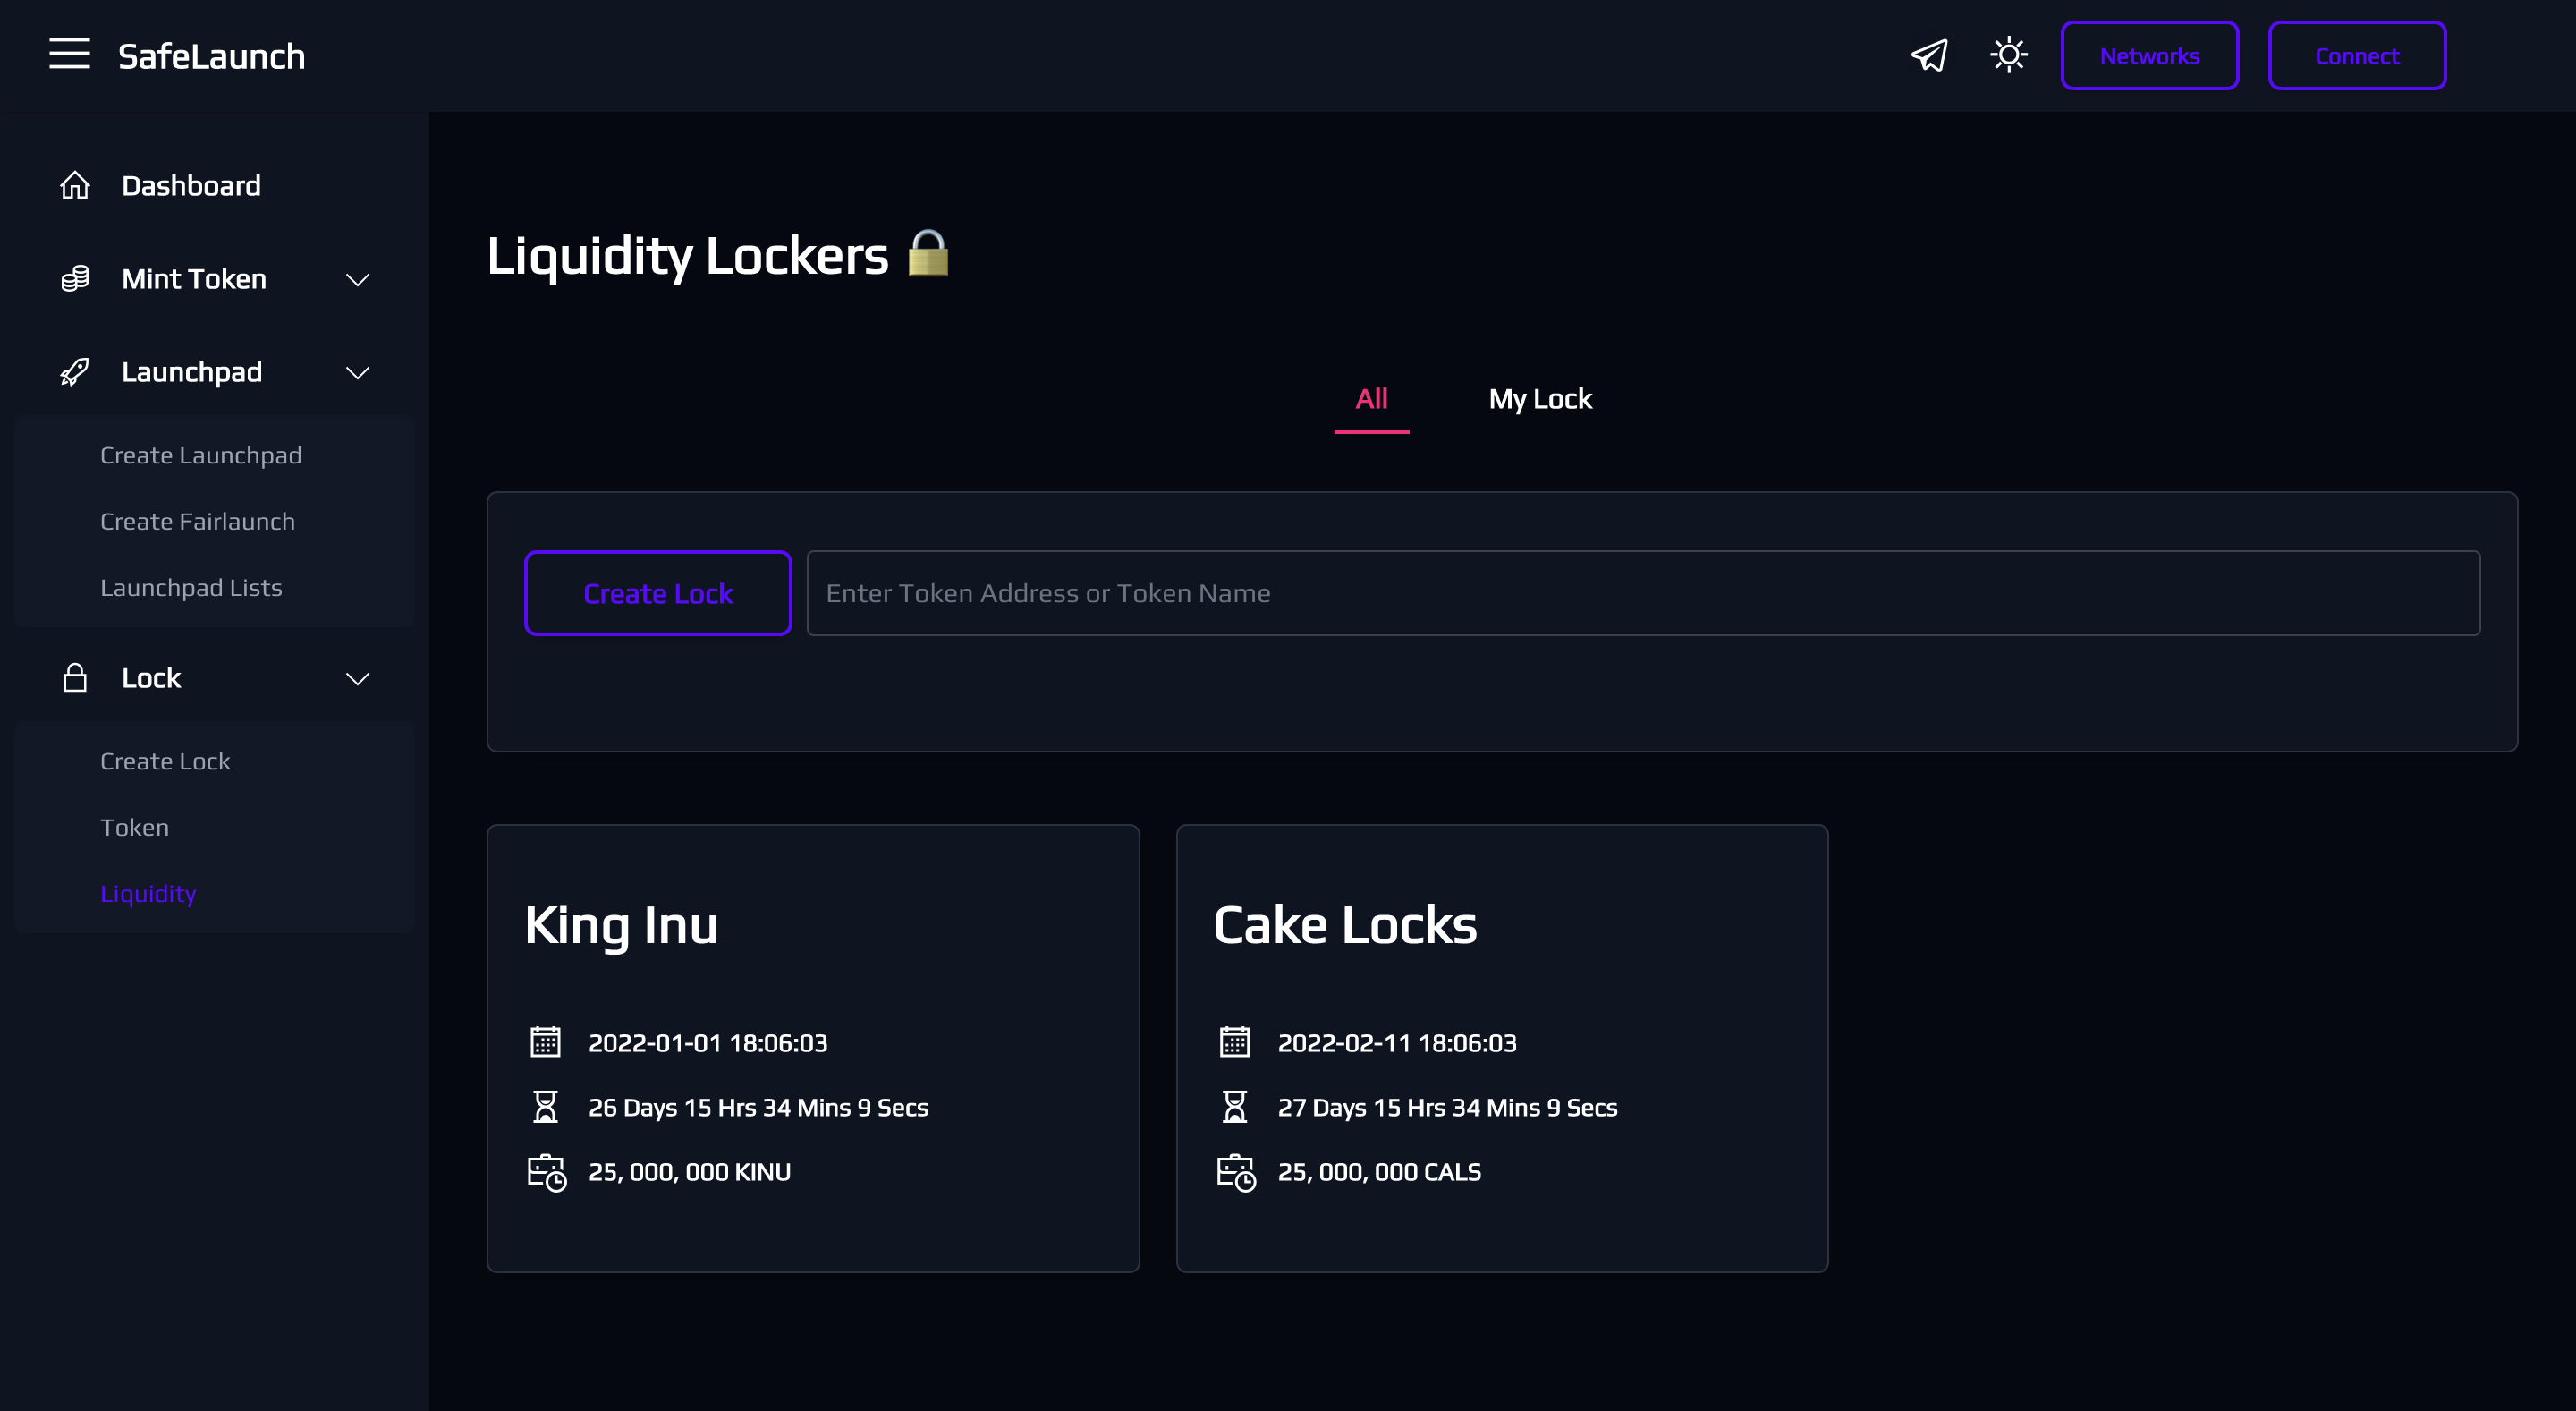 SafeLaunch
Networks
Connect
Dashboard
Mint Token
Launchpad
Create Launchpad
Create Fairlaunch
Launchpad Lists
Lock
Create Lock
Token
Liquidity
Liquidity Lockers 🔒
All
My Lock
Create Lock
Enter Token Address or Token Name
King Inu
2022-01-01 18:06:03
26 Days 15 Hrs 34 Mins 9 Secs
25, 000, 000 KINU
Cake Locks
2022-02-11 18:06:03
27 Days 15 Hrs 34 Mins 9 Secs
25, 000, 000 CALS